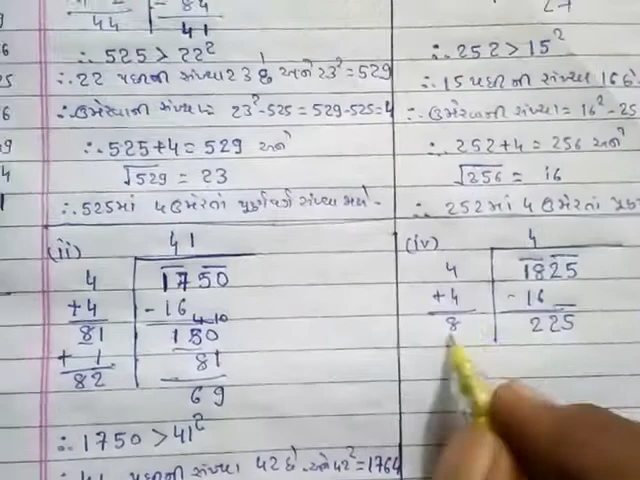 44 | 41
∴ 525 > 22²
∴ 22 પછીની સંખ્યા 23 છે અને 23² = 529
∴ ઉમેરવાની સંખ્યા = 23² - 525 = 529 - 525 = 4
∴ 525 + 4 = 529 અને
√529 = 23
∴ 525માં 4 ઉમેરતાં પૂર્ણવર્ગ સંખ્યા મળે.
(ii) 41
4 | 1750
+4 | - 16
81 | 150
+ 1 | 81
82 | 69
∴ 1750 > 41²
∴ 41 પછીની સંખ્યા 42 છે. અને 42² = 1764
∴ 252 > 15²
∴ 15 પછીની સંખ્યા 16 છે.
∴ ઉમેરવાની સંખ્યા = 16² - 25
∴ 252 + 4 = 256 અને
√256 = 16
∴ 252માં 4 ઉમેરતાં
(iv) 4
4 | 1825
+4 | - 16
8 | 225